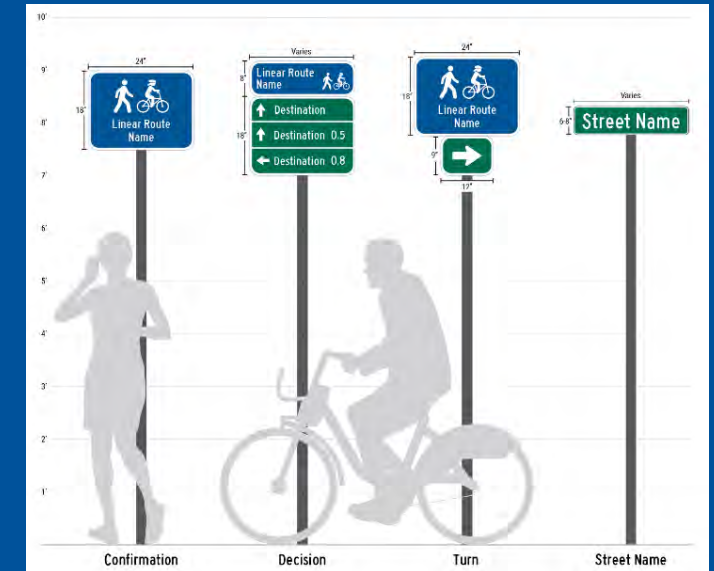 10'
9'
8'
7'
6'
5'
4'
3'
2'
1'
24"
18"
Linear Route
Name
Varies
8"
Linear Route
Name
18"
Destination
Destination 0.5
Destination 0.8
24"
18"
Linear Route
Name
9"
12"
Varies
6-8"
Street Name
Confirmation
Decision
Turn
Street Name